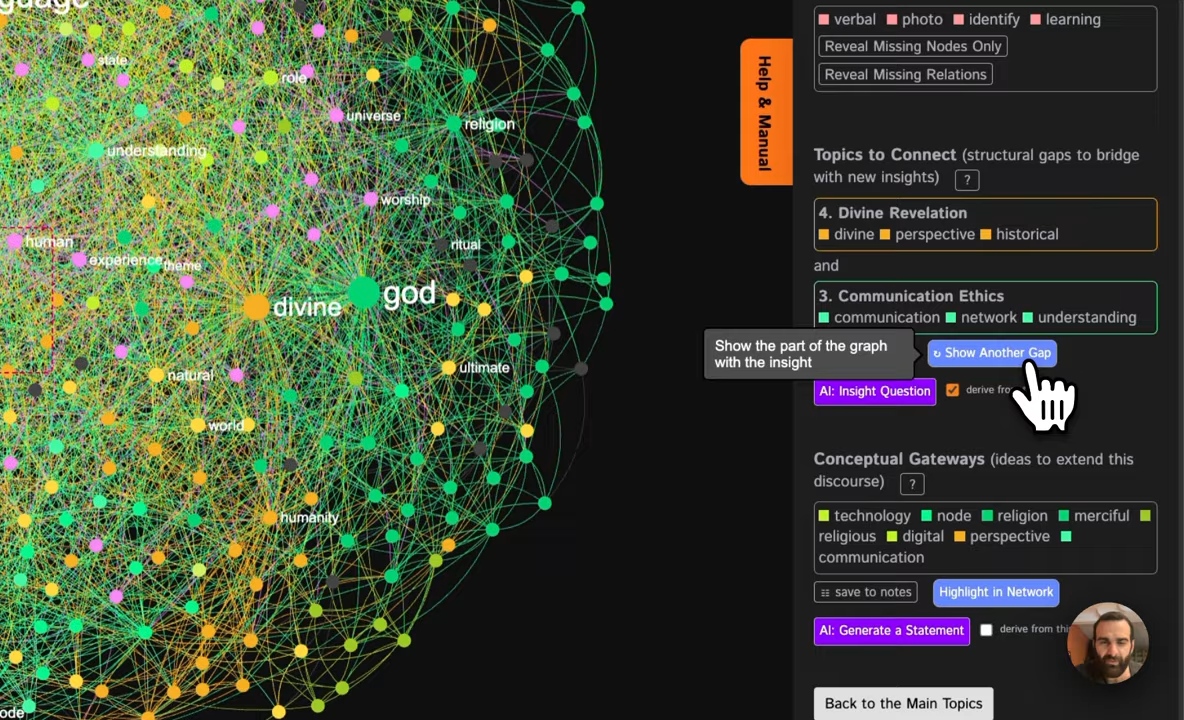 guage
state
role
universe
religion
understanding
worship
human
ritual
experience
theme
divine
god
natural
ultimate
world
humanity
ode
Help & Manual
verbal photo identify learning
Reveal Missing Nodes Only
Reveal Missing Relations
Topics to Connect (structural gaps to bridge
with new insights) ?
4. Divine Revelation
divine perspective historical
and
3. Communication Ethics
communication network understanding
Show the part of the graph
with the insight
↻ Show Another Gap
AI: Insight Question derive from
Conceptual Gateways (ideas to extend this
discourse) ?
technology node religion merciful
religious digital perspective
communication
save to notes Highlight in Network
AI: Generate a Statement derive from this
Back to the Main Topics